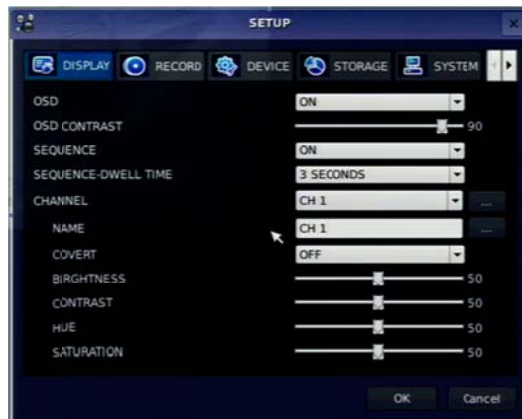 SETUP
DISPLAY RECORD DEVICE STORAGE SYSTEM
OSD ON
OSD CONTRAST 90
SEQUENCE ON
SEQUENCE-DWELL TIME 3 SECONDS
CHANNEL CH 1 ...
NAME CH 1 ...
COVERT OFF
BIRGHTNESS 50
CONTRAST 50
HUE 50
SATURATION 50
OK Cancel